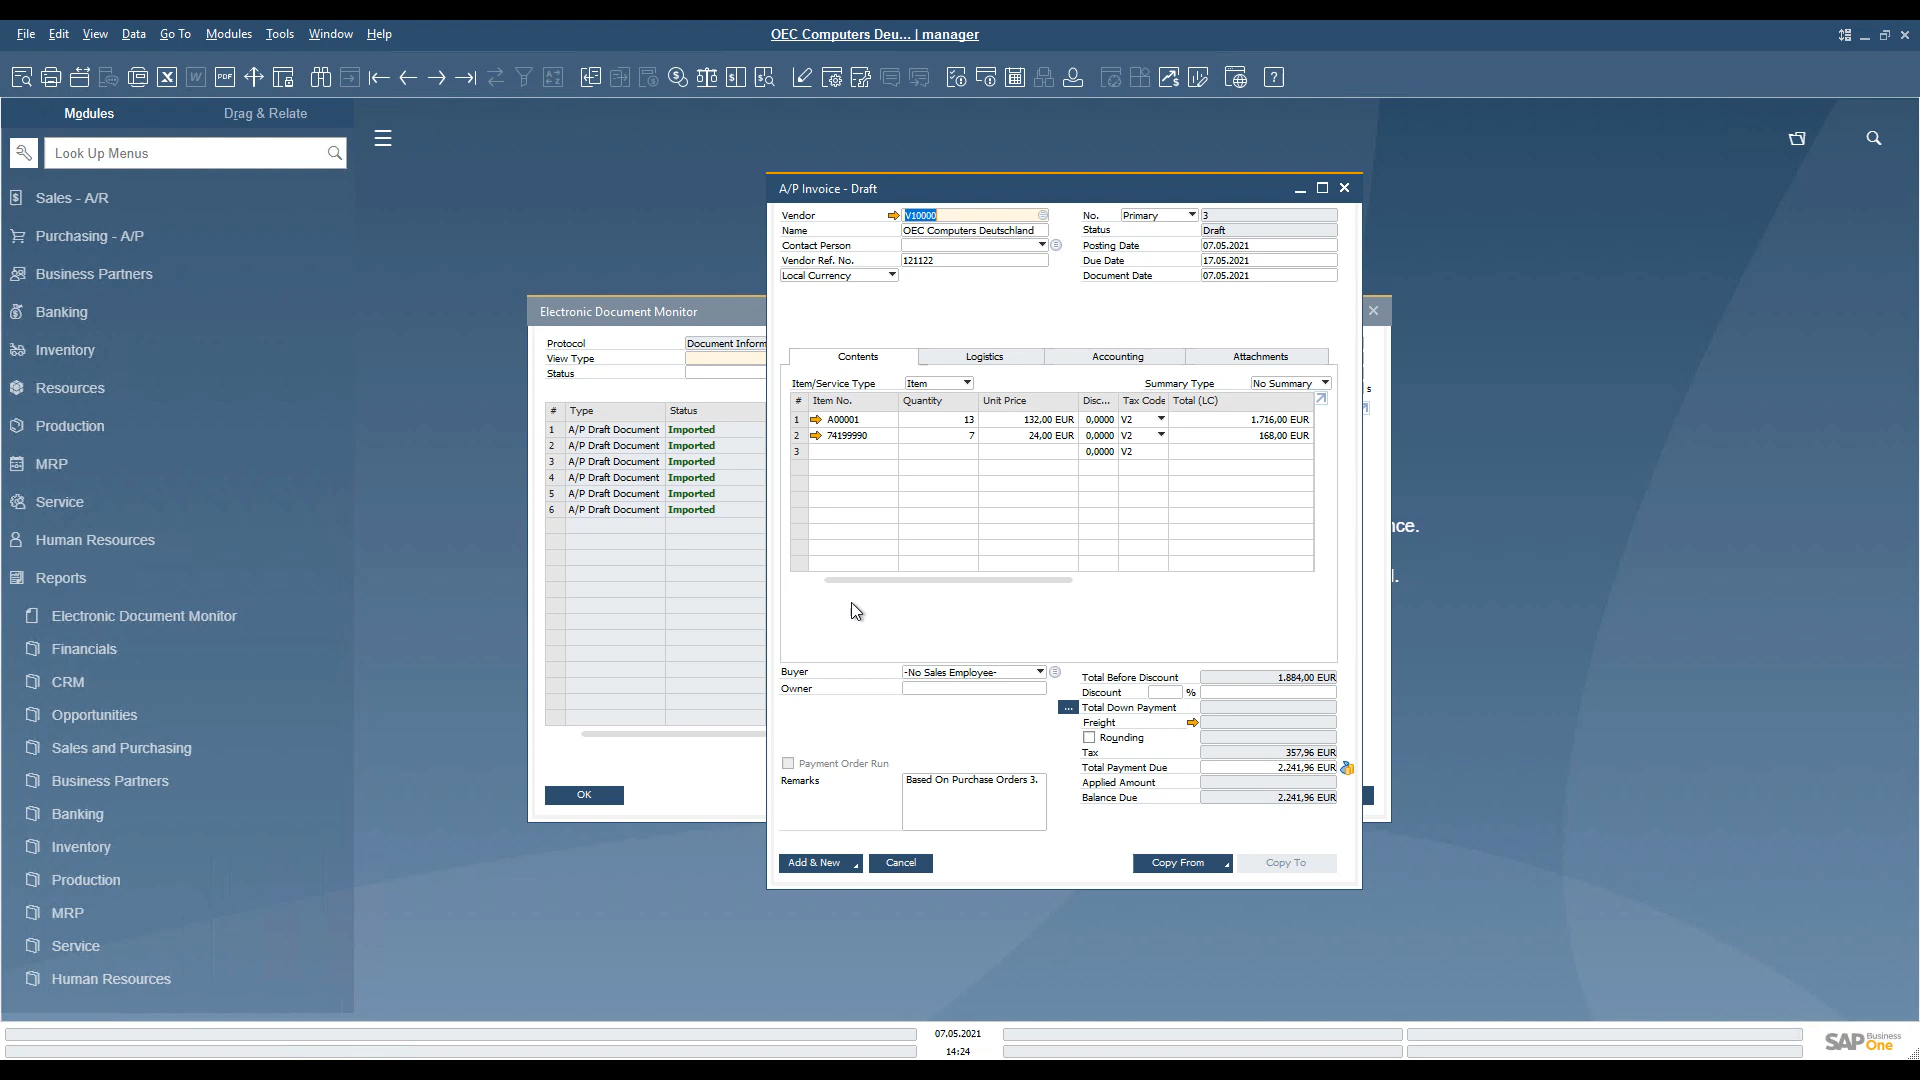 File Edit View Data Go To Modules Tools Window Help
OEC Computers Deu... | manager
Modules
Drag & Relate
Look Up Menus
Sales - A/R
Purchasing - A/P
Business Partners
Banking
Inventory
Resources
Production
MRP
Service
Human Resources
Reports
Electronic Document Monitor
Financials
CRM
Opportunities
Sales and Purchasing
Business Partners
Banking
Inventory
Production
MRP
Service
Human Resources
Electronic Document Monitor
Protocol Document Inform
View Type
Status
# Type Status
1 A/P Draft Document Imported
2 A/P Draft Document Imported
3 A/P Draft Document Imported
4 A/P Draft Document Imported
5 A/P Draft Document Imported
6 A/P Draft Document Imported
OK
A/P Invoice - Draft
Vendor V10000
Name OEC Computers Deutschland
Contact Person
Vendor Ref. No. 121122
Local Currency
No. Primary 3
Status Draft
Posting Date 07.05.2021
Due Date 17.05.2021
Document Date 07.05.2021
Contents Logistics Accounting Attachments
Item/Service Type Item Summary Type No Summary
# Item No. Quantity Unit Price Disc... Tax Code Total (LC)
1 A00001 13 132,00 EUR 0,0000 V2 1.716,00 EUR
2 74199990 7 24,00 EUR 0,0000 V2 168,00 EUR
3 0,0000 V2
Buyer -No Sales Employee-
Owner
Total Before Discount 1.884,00 EUR
Discount %
... Total Down Payment
Freight
Rounding
Tax 357,96 EUR
Total Payment Due 2.241,96 EUR
Applied Amount
Balance Due 2.241,96 EUR
Payment Order Run
Remarks Based On Purchase Orders 3.
Add & New Cancel Copy From Copy To
s
nce.
l.
07.05.2021
14:24
SAP Business One